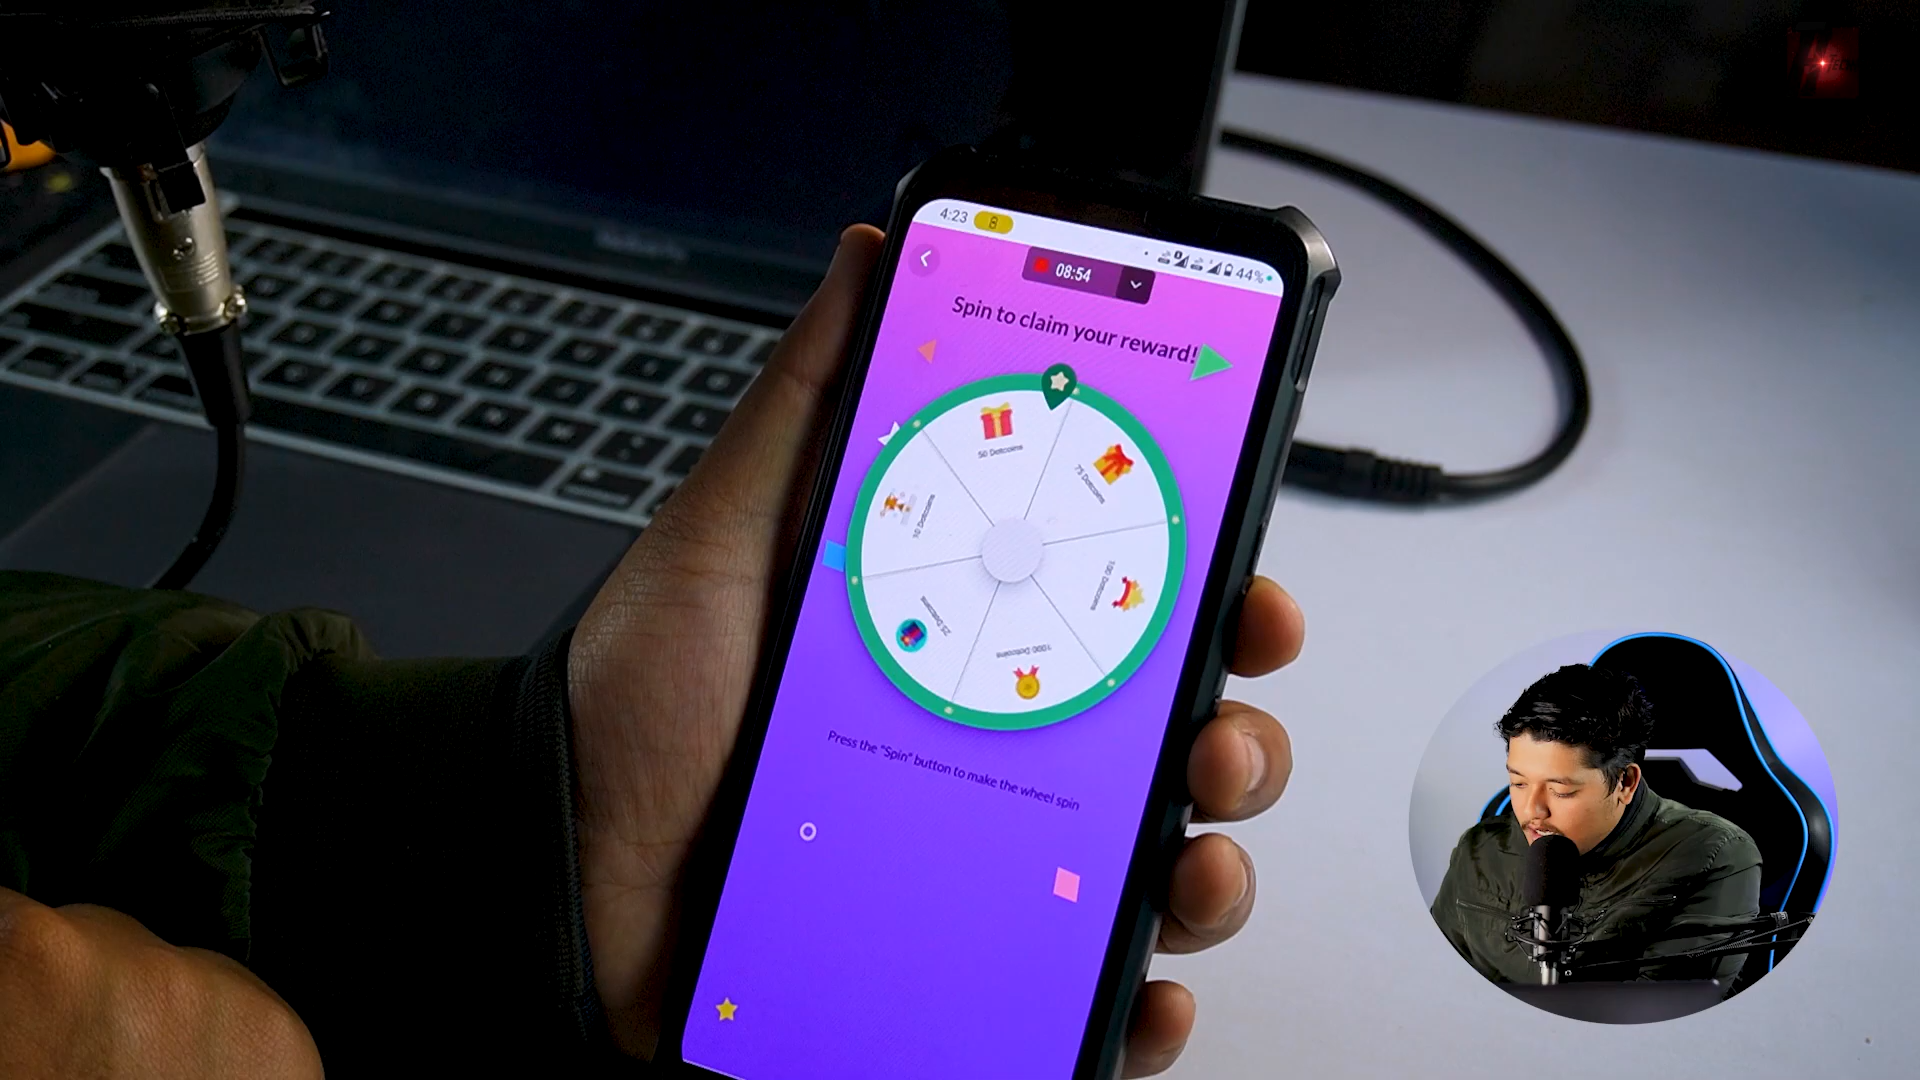 4:23
44%
08:54
Spin to claim your reward!
50 Dotcoins
75 Dotcoins
10 Dotcoins
100 Dotcoins
25 Dotcoins
1000 Dotcoins
Press the "Spin" button to make the wheel spin